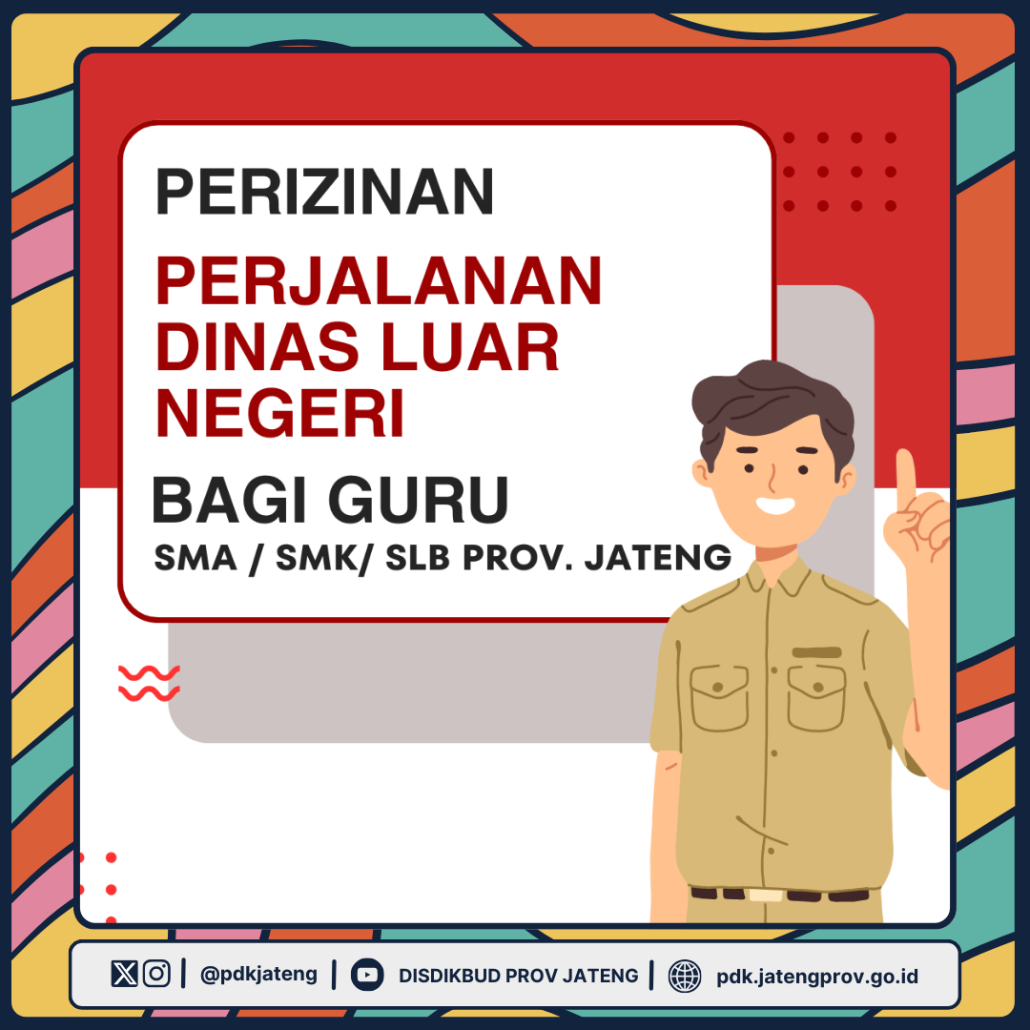 PERIZINAN
PERJALANAN
DINAS LUAR
NEGERI
BAGI GURU
SMA / SMK/ SLB PROV. JATENG
@pdkjateng | DISDIKBUD PROV JATENG | pdk.jatengprov.go.id